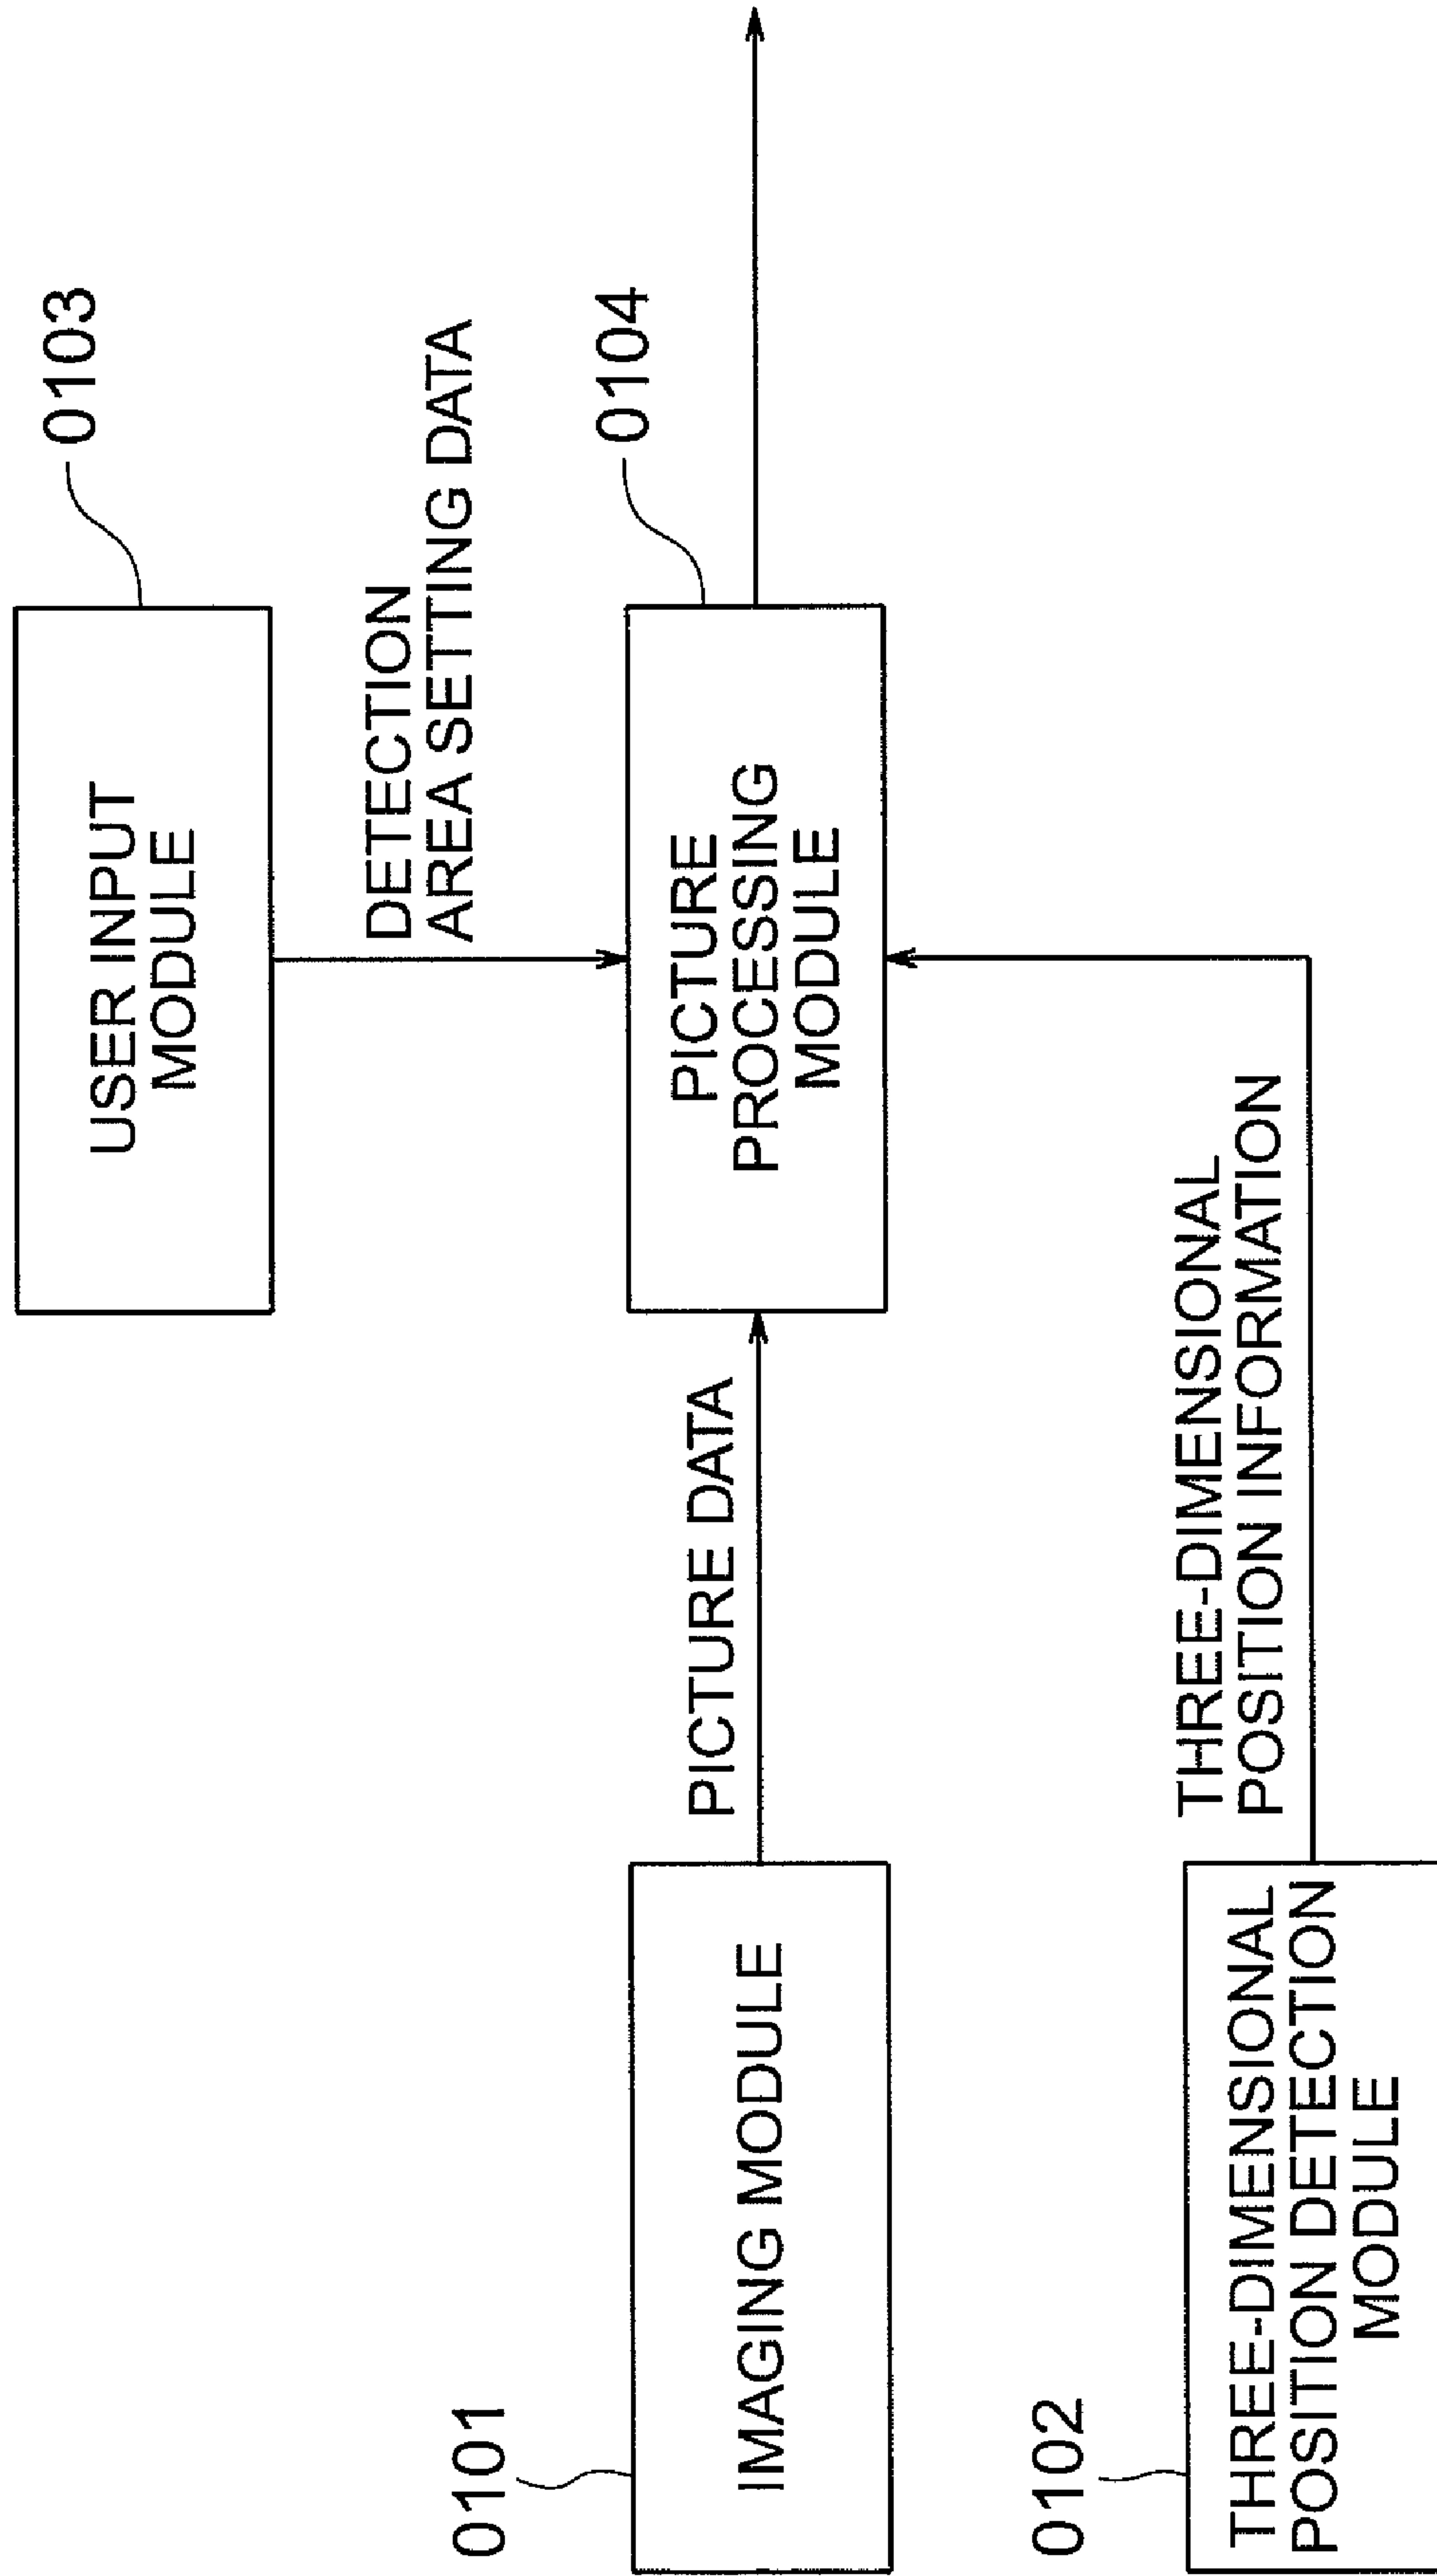 0103
USER INPUT
MODULE
DETECTION
AREA SETTING DATA
0101
IMAGING MODULE
PICTURE DATA
0104
PICTURE
PROCESSING
MODULE
0102
THREE-DIMENSIONAL
POSITION DETECTION
MODULE
THREE-DIMENSIONAL
POSITION INFORMATION